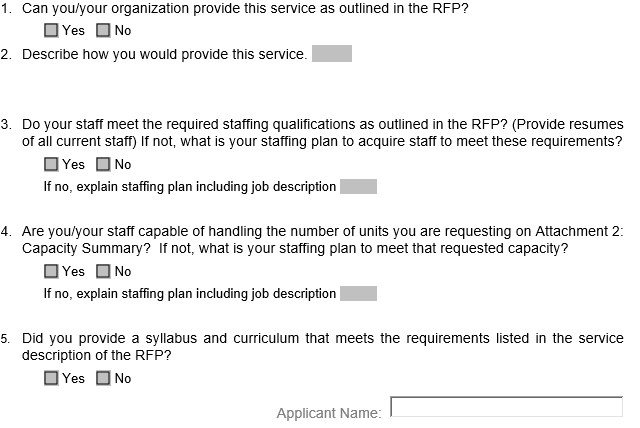 1. Can you/your organization provide this service as outlined in the RFP?
Yes No
2. Describe how you would provide this service.
3. Do your staff meet the required staffing qualifications as outlined in the RFP? (Provide resumes
of all current staff) If not, what is your staffing plan to acquire staff to meet these requirements?
Yes No
If no, explain staffing plan including job description
4. Are you/your staff capable of handling the number of units you are requesting on Attachment 2:
Capacity Summary? If not, what is your staffing plan to meet that requested capacity?
Yes No
If no, explain staffing plan including job description
5. Did you provide a syllabus and curriculum that meets the requirements listed in the service
description of the RFP?
Yes No
Applicant Name: